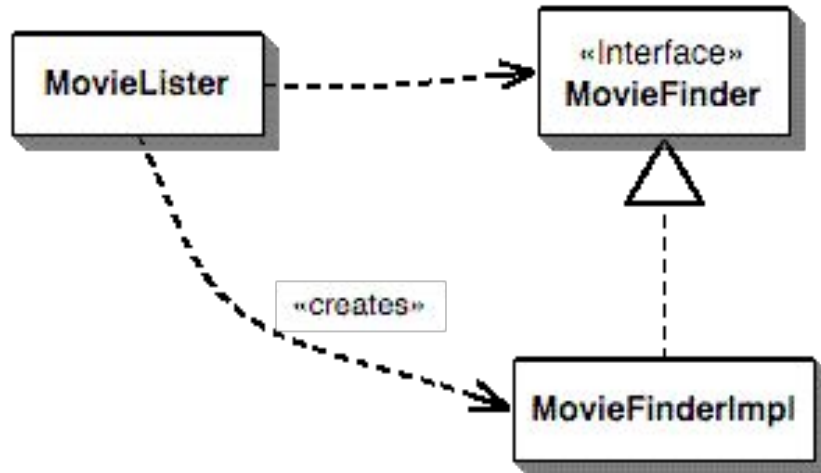 MovieLister
«Interface»
MovieFinder
«creates»
MovieFinderImpl